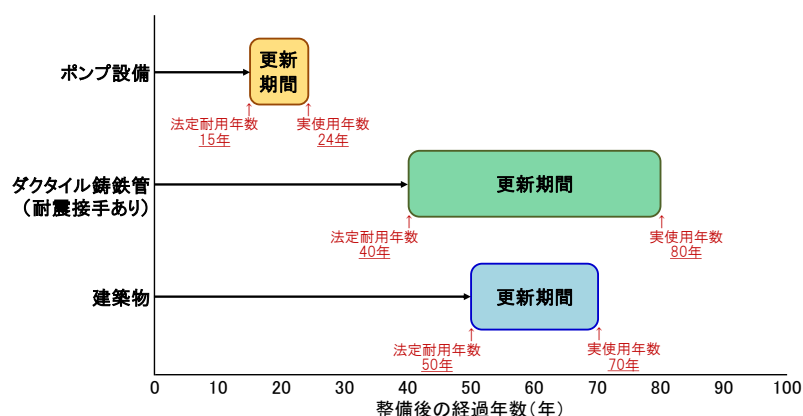 ポンプ設備
更新
期間
法定耐用年数
15年
実使用年数
24年
ダクタイル鋳鉄管
（耐震接手あり）
更新期間
法定耐用年数
40年
実使用年数
80年
建築物
更新期間
法定耐用年数
50年
実使用年数
70年
0 10 20 30 40 50 60 70 80 90 100
整備後の経過年数（年）